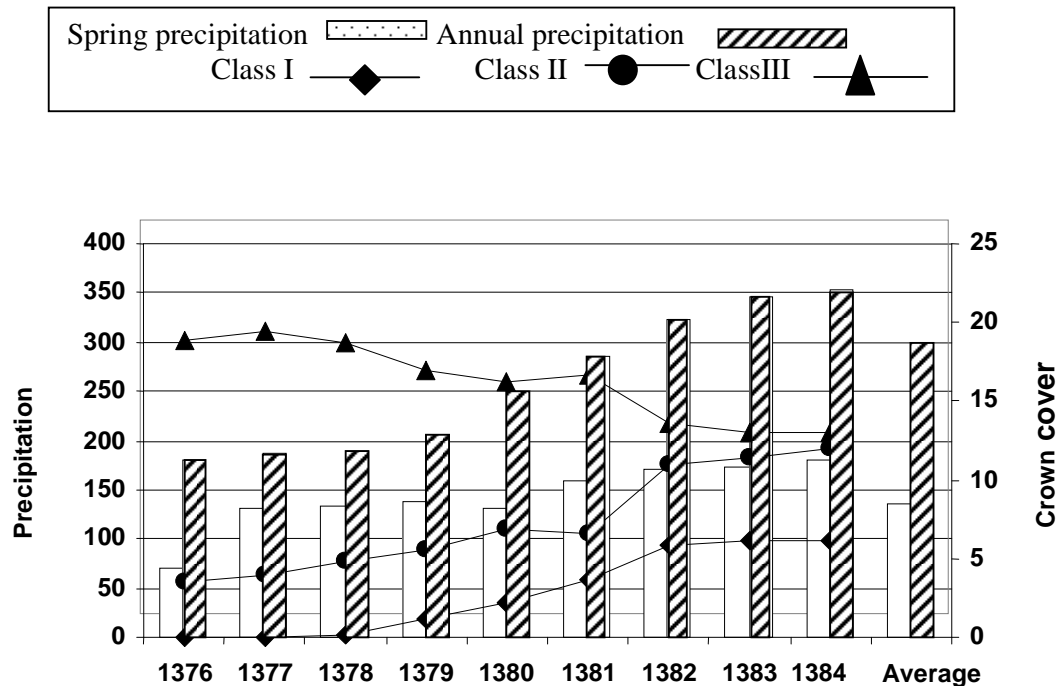 Spring precipitation Annual precipitation
Class I Class II ClassIII
400 25
350
300 20
250 15
200
150 10
100
50 5
0 0
1376 1377 1378 1379 1380 1381 1382 1383 1384 Average
Precipitation
Crown cover